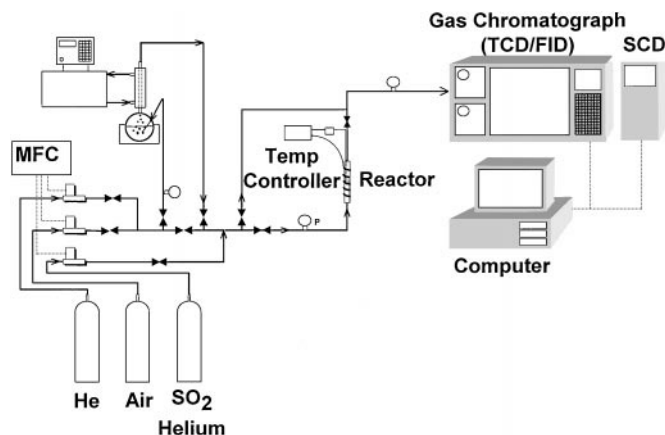 Gas Chromatograph
(TCD/FID)
SCD
MFC
Temp
Controller
Reactor
P
Computer
He
Air
SO2
Helium